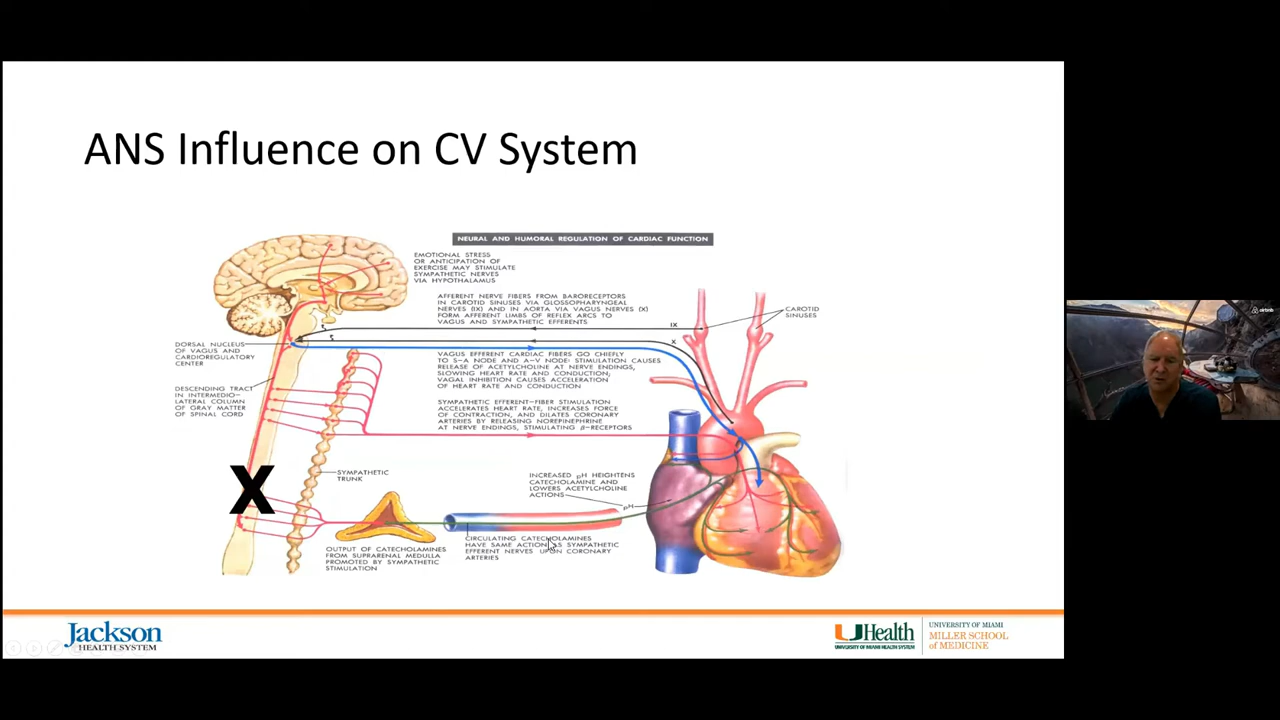 ANS Influence on CV System
NEURAL AND HUMORAL REGULATION OF CARDIAC FUNCTION
EMOTIONAL STRESS
OR ANTICIPATION OF
EXERCISE MAY STIMULATE
SYMPATHETIC NERVES
VIA HYPOTHALAMUS
AFFERENT NERVE FIBERS FROM BARORECEPTORS
IN CAROTID SINUSES VIA GLOSSOPHARYNGEAL
NERVES (IX) AND IN AORTA VIA VAGUS NERVES (X)
FORM AFFERENT LIMBS OF REFLEX ARCS TO
VAGUS AND SYMPATHETIC EFFERENTS
CAROTID
SINUSES
IX
X
DORSAL NUCLEUS
OF VAGUS AND
CARDIOREGULATORY
CENTER
VAGUS EFFERENT CARDIAC FIBERS GO CHIEFLY
TO S-A NODE AND A-V NODE: STIMULATION CAUSES
RELEASE OF ACETYLCHOLINE AT NERVE ENDINGS,
SLOWING HEART RATE AND CONDUCTION,
VAGAL INHIBITION CAUSES ACCELERATION
OF HEART RATE AND CONDUCTION
DESCENDING TRACT
IN INTERMEDIO-
LATERAL COLUMN
OF GRAY MATTER
OF SPINAL CORD
SYMPATHETIC EFFERENT-FIBER STIMULATION
ACCELERATES HEART RATE, INCREASES FORCE
OF CONTRACTION, AND DILATES CORONARY
ARTERIES BY RELEASING NOREPINEPHRINE
AT NERVE ENDINGS, STIMULATING β-RECEPTORS
X
SYMPATHETIC
TRUNK
INCREASED pH HEIGHTENS
CATECHOLAMINE AND
LOWERS ACETYLCHOLINE
ACTIONS
pH
OUTPUT OF CATECHOLAMINES
FROM SUPRARENAL MEDULLA
PROMOTED BY SYMPATHETIC
STIMULATION
CIRCULATING CATECHOLAMINES
HAVE SAME ACTION AS SYMPATHETIC
EFFERENT NERVES UPON CORONARY
ARTERIES
Jackson
HEALTH SYSTEM
UHealth
UNIVERSITY OF MIAMI HEALTH SYSTEM
UNIVERSITY OF MIAMI
MILLER SCHOOL
of MEDICINE
airbnb